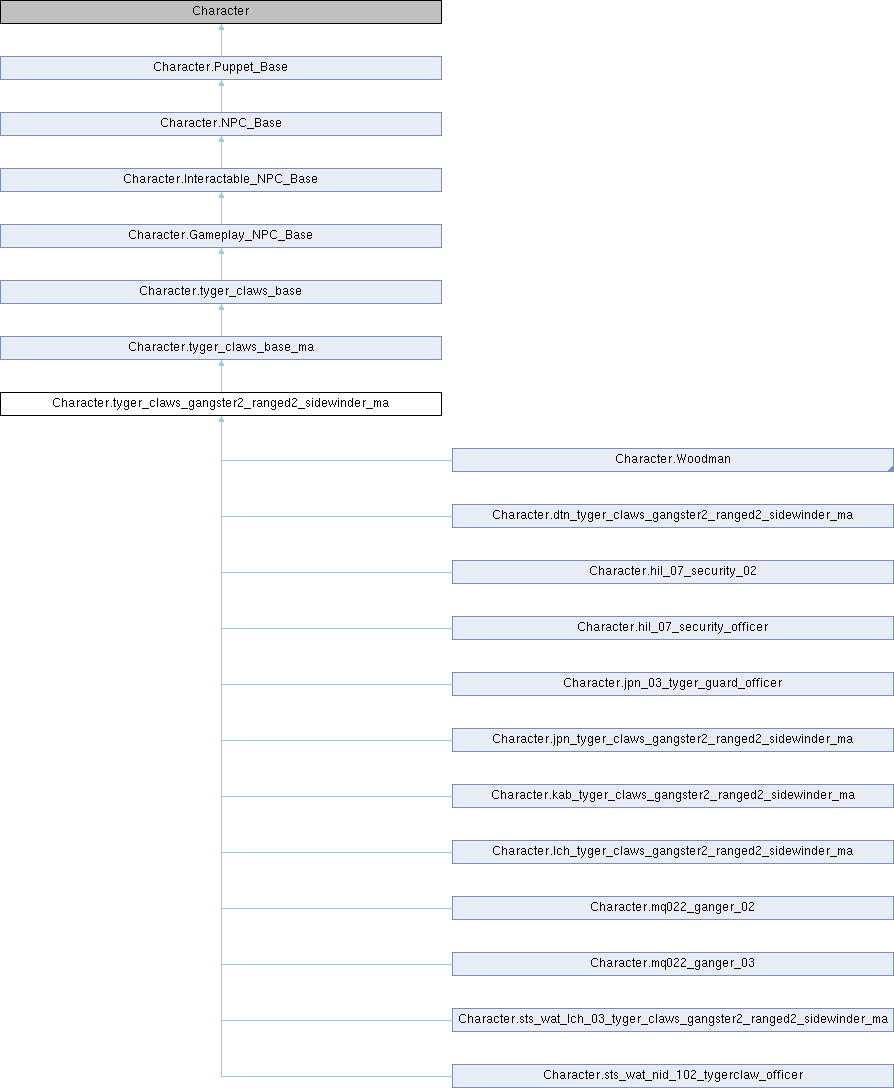 Character
Character.Puppet_Base
Character.NPC_Base
Character.Interactable_NPC_Base
Character.Gameplay_NPC_Base
Character.tyger_claws_base
Character.tyger_claws_base_ma
Character.tyger_claws_gangster2_ranged2_sidewinder_ma
Character.Woodman
Character.dtn_tyger_claws_gangster2_ranged2_sidewinder_ma
Character.hil_07_security_02
Character.hil_07_security_officer
Character.jpn_03_tyger_guard_officer
Character.jpn_tyger_claws_gangster2_ranged2_sidewinder_ma
Character.kab_tyger_claws_gangster2_ranged2_sidewinder_ma
Character.lch_tyger_claws_gangster2_ranged2_sidewinder_ma
Character.mq022_ganger_02
Character.mq022_ganger_03
Character.sts_wat_lch_03_tyger_claws_gangster2_ranged2_sidewinder_ma
Character.sts_wat_nid_102_tygerclaw_officer